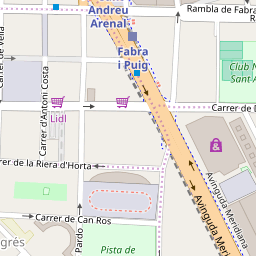 Andreu
Arenal
Rambla de Fabra
Fabra
i Puig
Club N
Sant A
Carrer de Vella
Carrer d'Antoni Costa
Lidl
Carrer de
rer de la Riera d'Horta
Avinguda Meridiana
Avinguda Meri
Carrer de Can Ros
Pardo
Pista de
grés